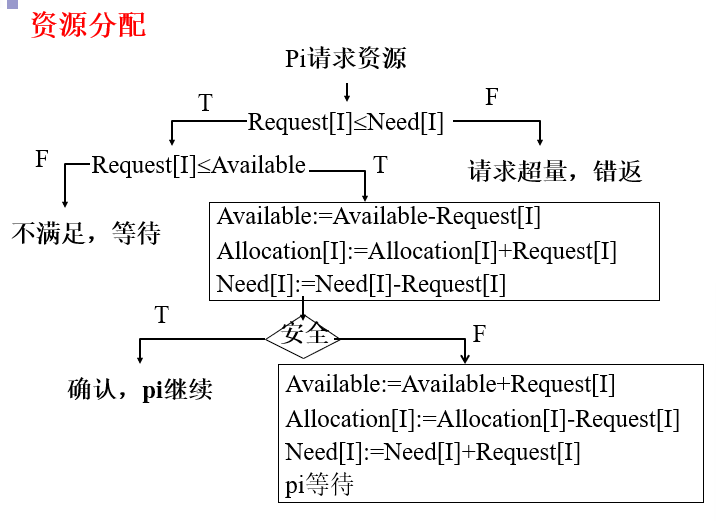 资源分配
Pi请求资源
T
F
Request[I]≤Need[I]
F
Request[I]≤Available
T
请求超量，错返
不满足，等待
Available:=Available-Request[I]
Allocation[I]:=Allocation[I]+Request[I]
Need[I]:=Need[I]-Request[I]
T
安全
F
确认，pi继续
Available:=Available+Request[I]
Allocation[I]:=Allocation[I]-Request[I]
Need[I]:=Need[I]+Request[I]
pi等待